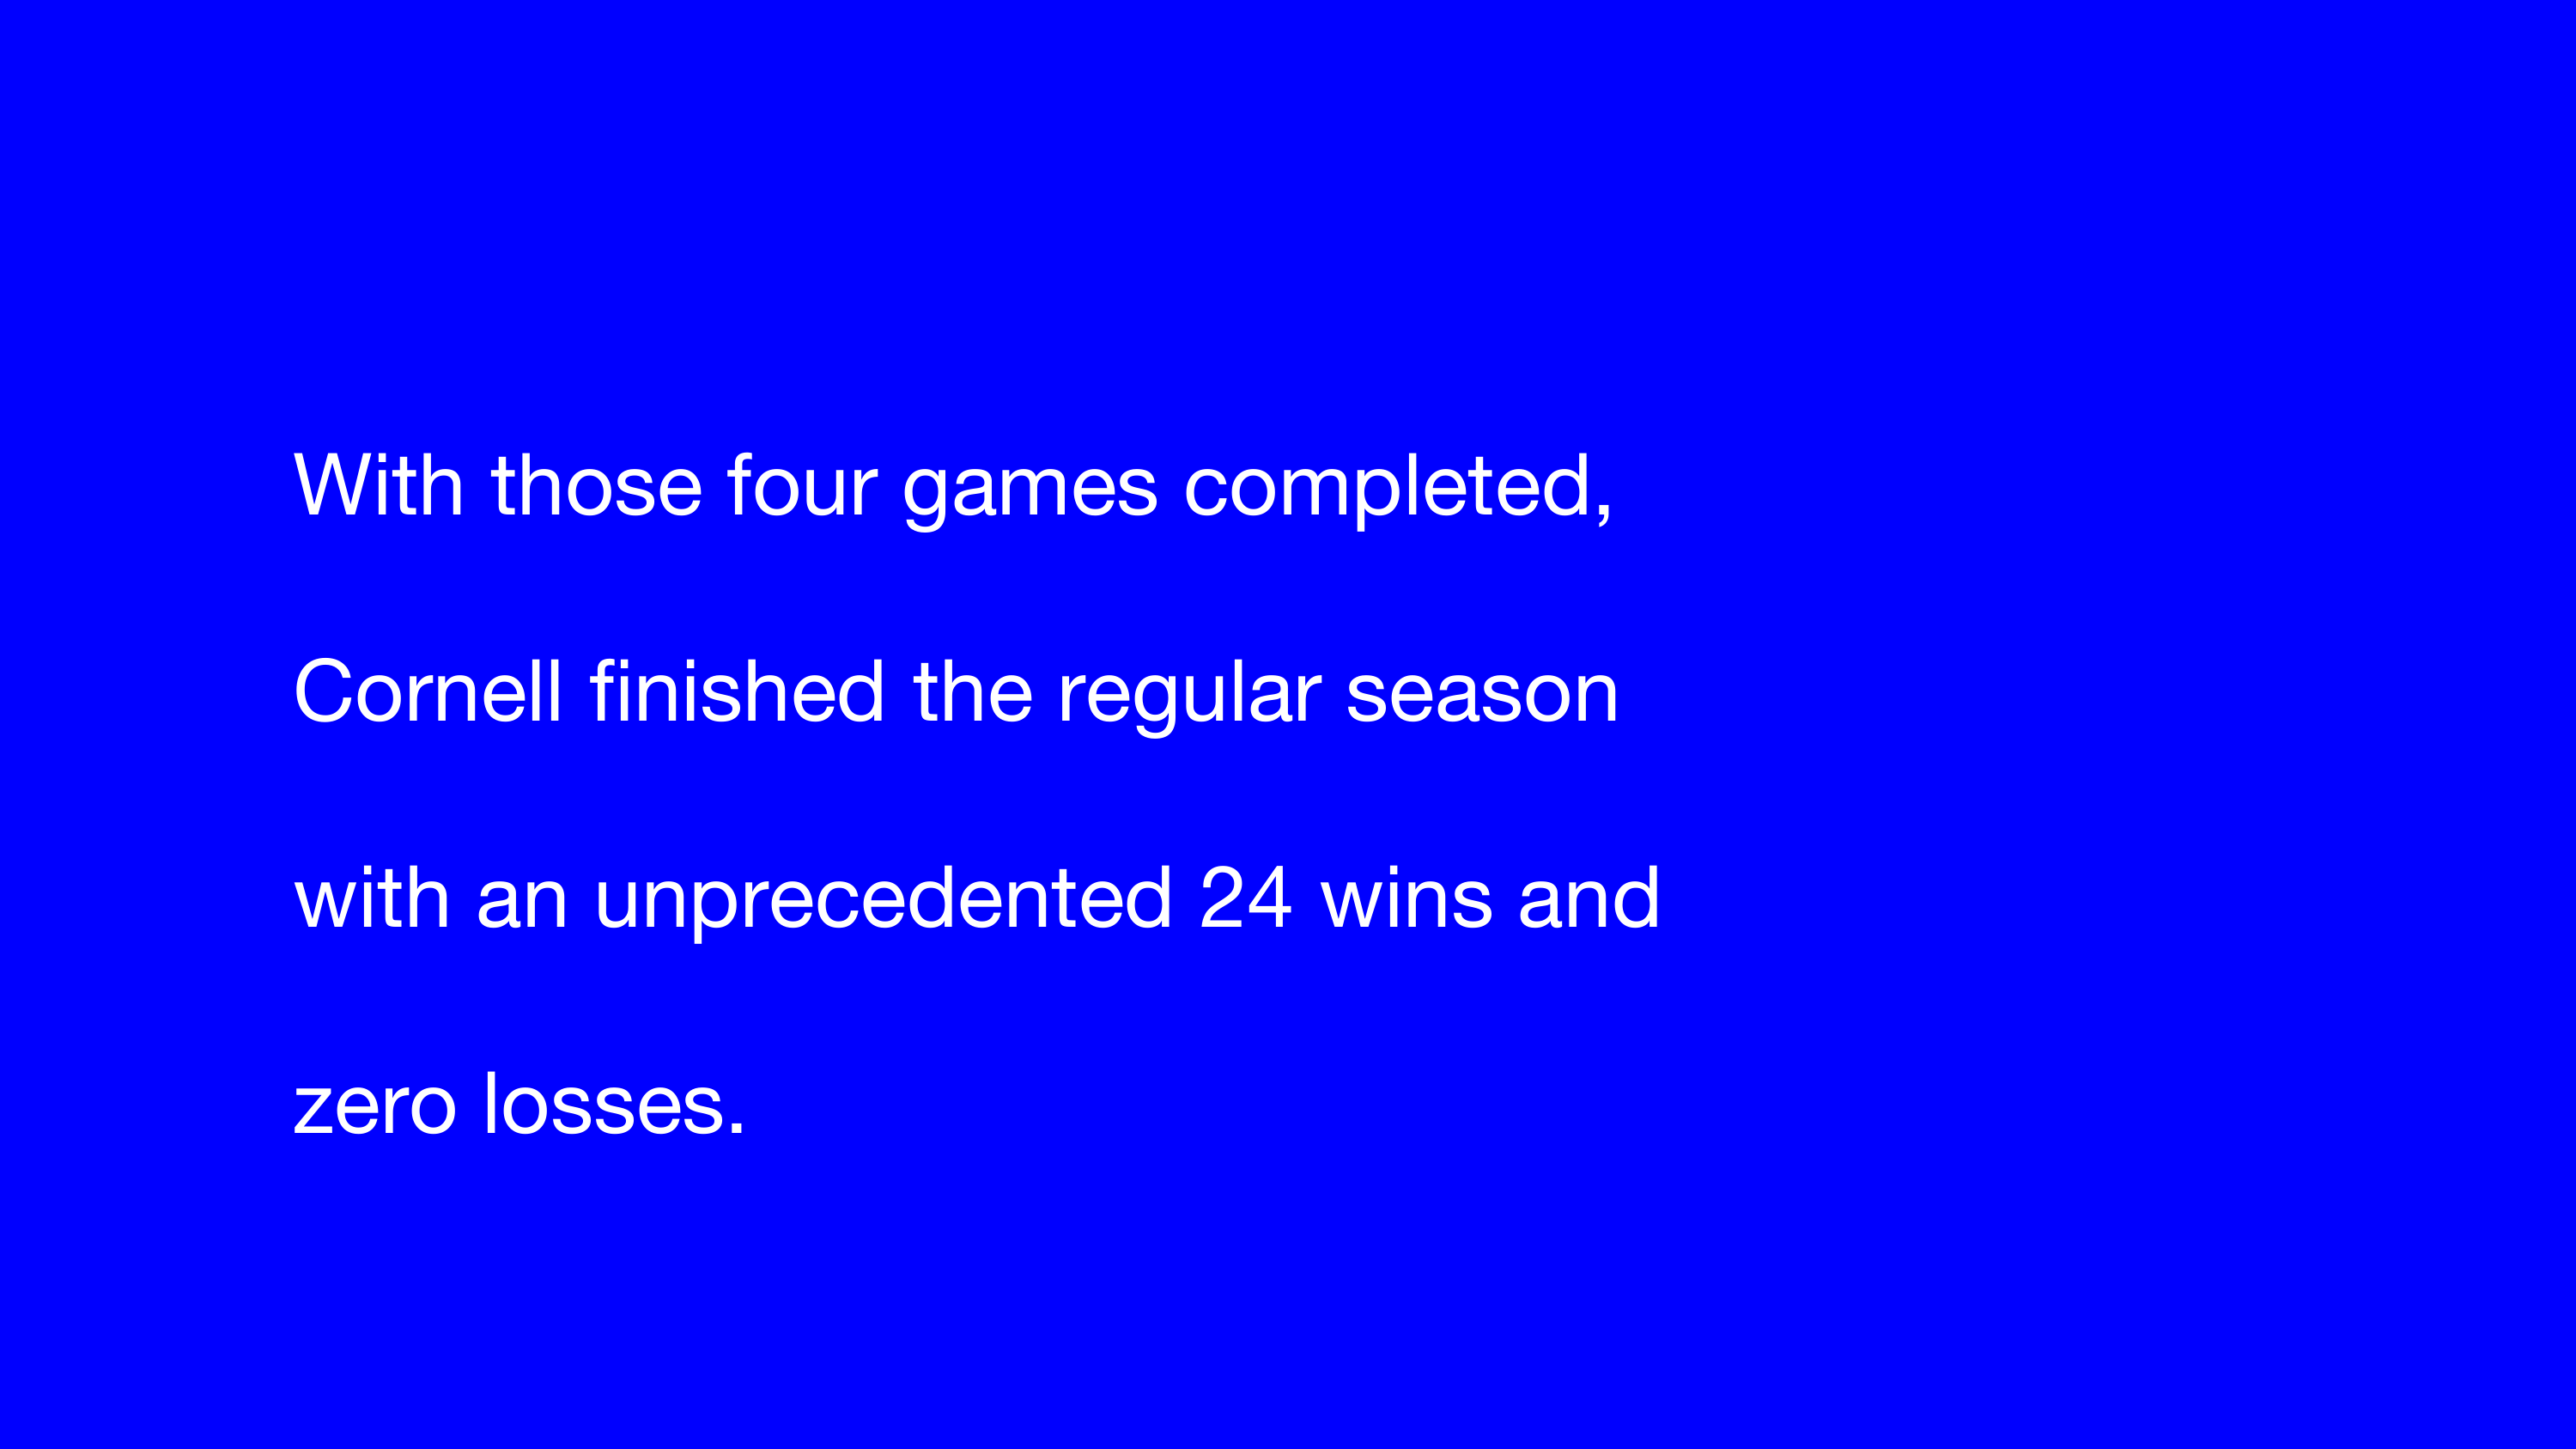 With those four games completed,
Cornell finished the regular season
with an unprecedented 24 wins and
zero losses.